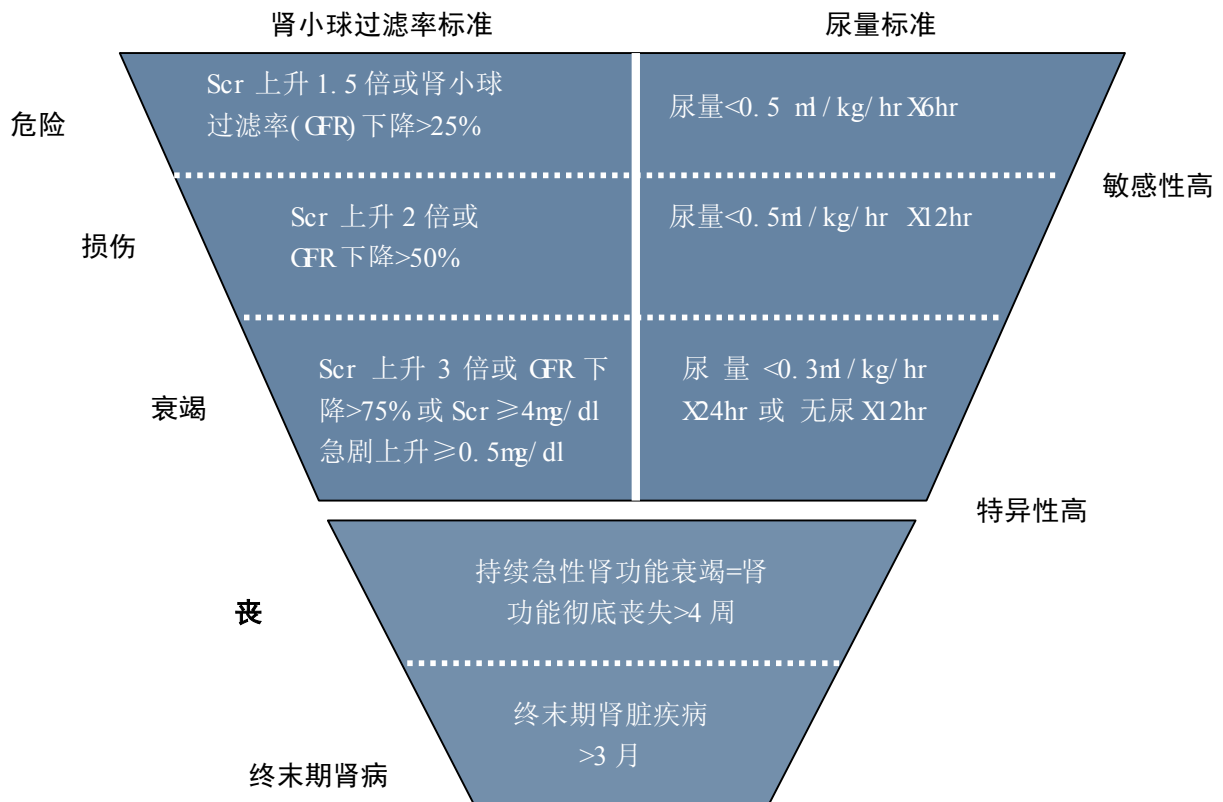 肾小球过滤率标准
尿量标准
危险
Scr 上升 1.5 倍或肾小球
过滤率(GFR)下降>25%
尿量<0.5 ml/kg/hr X6hr
敏感性高
损伤
Scr 上升 2 倍或
GFR 下降>50%
尿量<0.5ml/kg/hr X12hr
衰竭
Scr 上升 3 倍或 GFR 下
降>75%或 Scr ≥4mg/dl
急剧上升≥0.5mg/dl
尿 量 <0.3ml/kg/hr
X24hr 或 无尿 X12hr
特异性高
丧
持续急性肾功能衰竭=肾
功能彻底丧失>4 周
终末期肾病
终末期肾脏疾病
>3 月